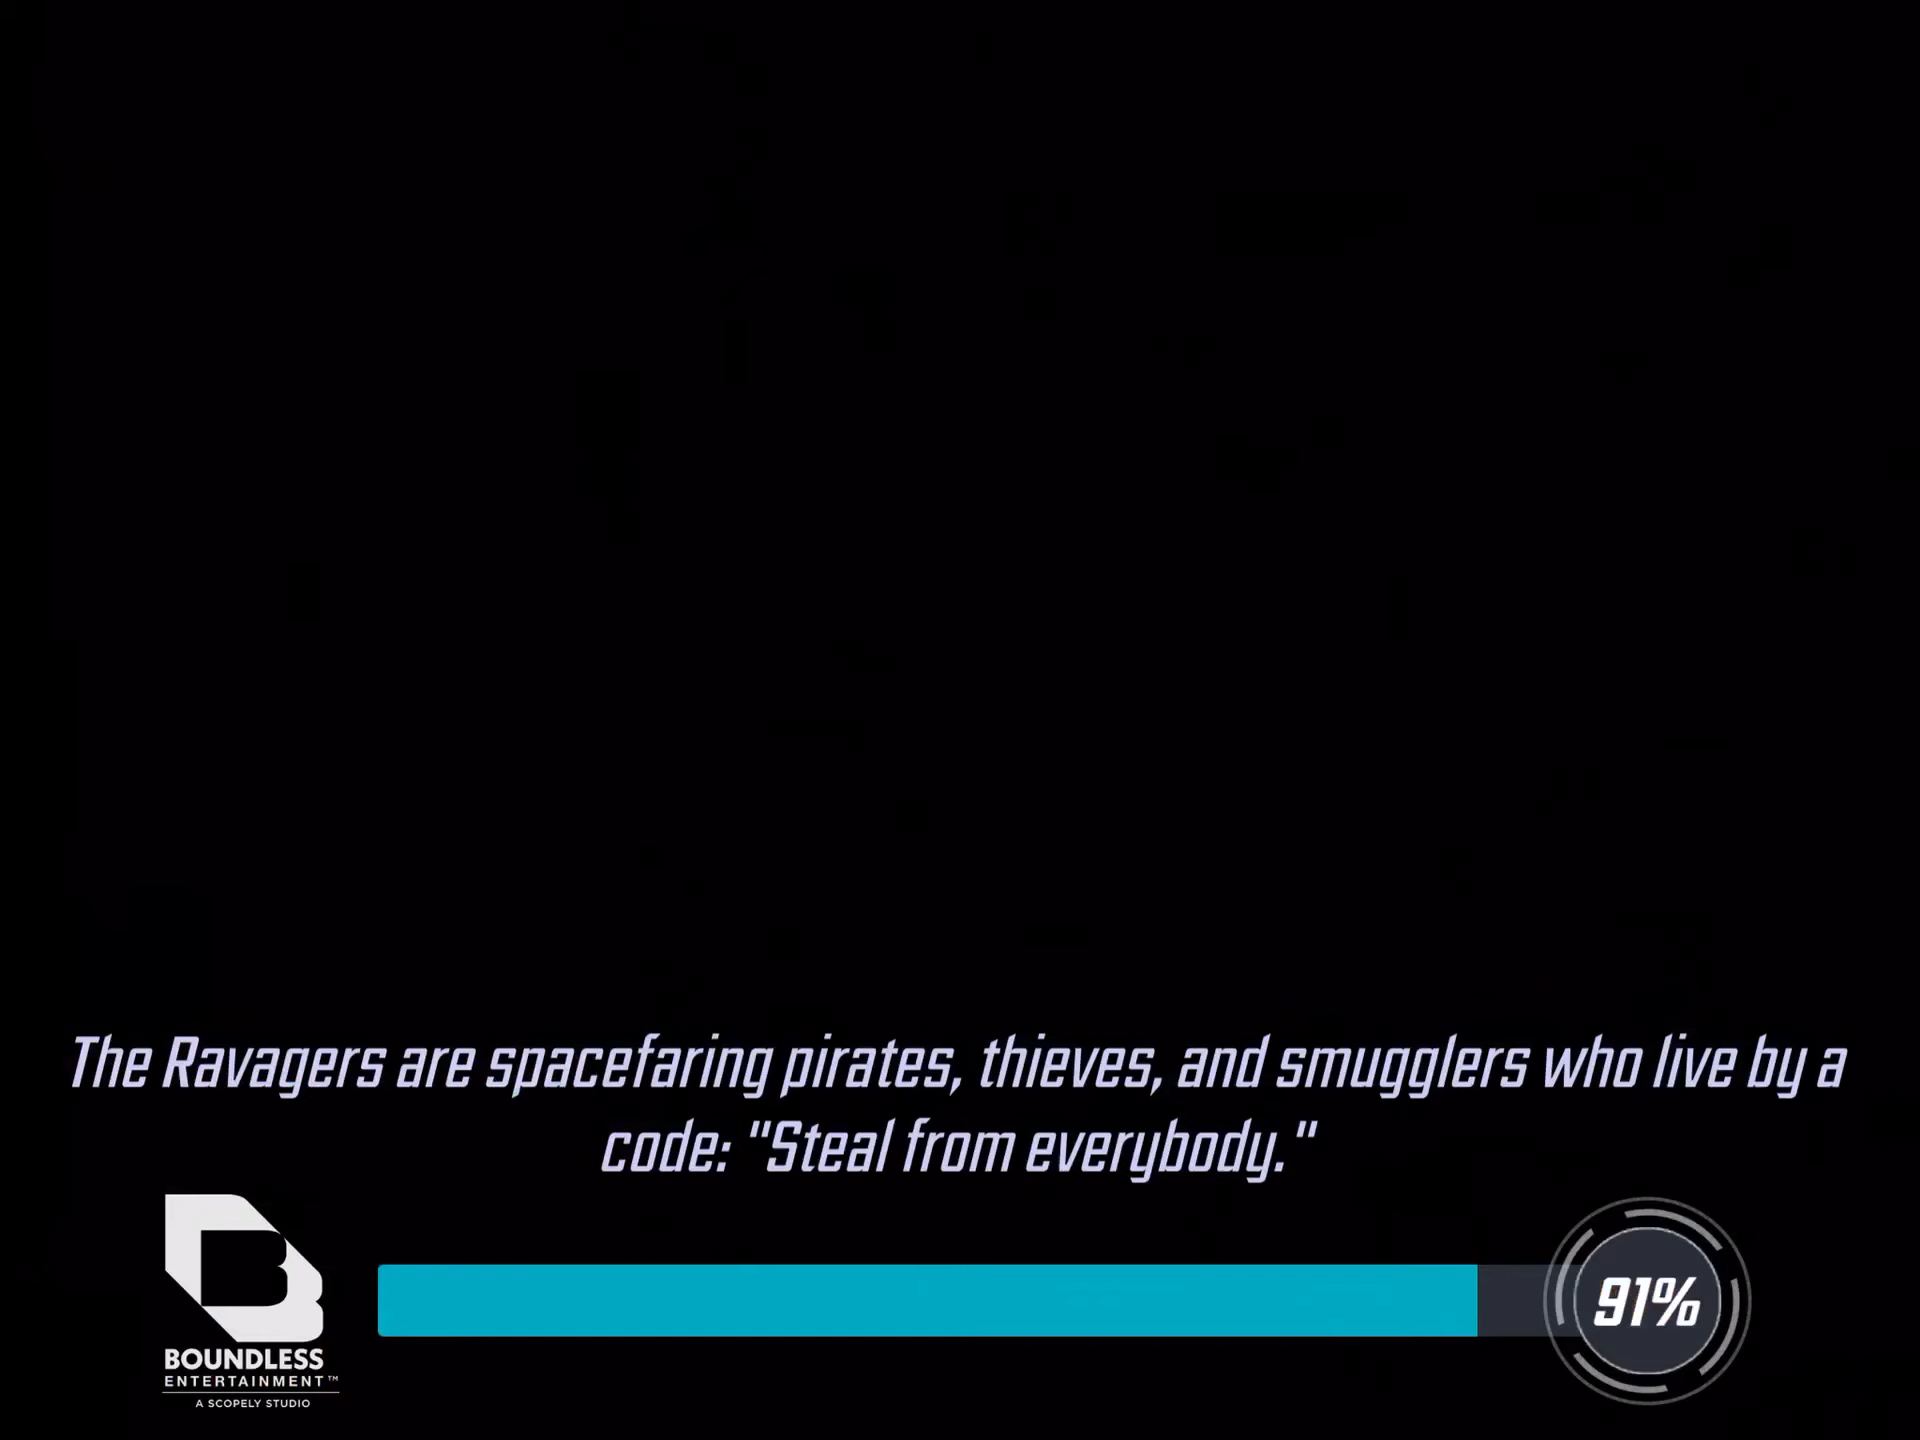 The Ravagers are spacefaring pirates, thieves, and smugglers who live by a
code: "Steal from everybody."
91%
BOUNDLESS
ENTERTAINMENT™
A SCOPELY STUDIO